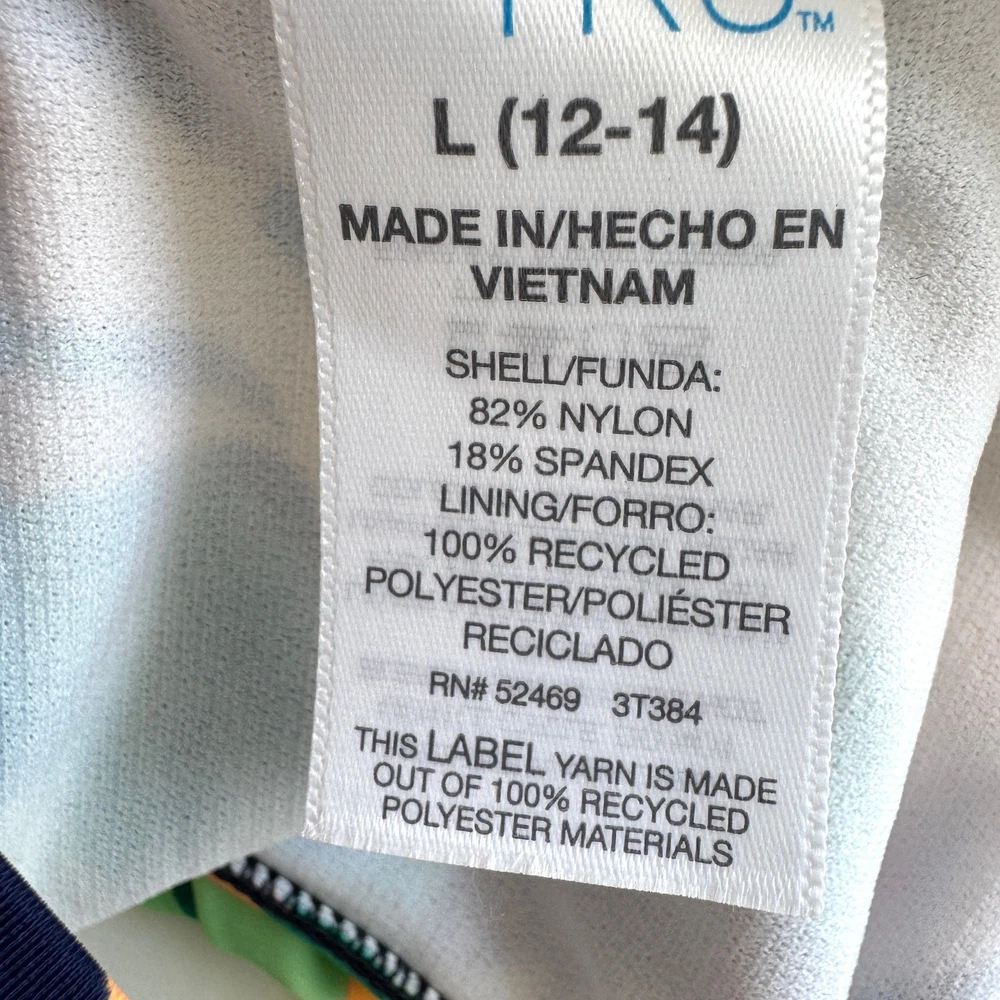 L (12-14)
MADE IN/HECHO EN
VIETNAM
SHELL/FUNDA:
82% NYLON
18% SPANDEX
LINING/FORRO:
100% RECYCLED
POLYESTER/POLIÉSTER
RECICLADO
RN# 52469 3T384
THIS LABEL YARN IS MADE
OUT OF 100% RECYCLED
POLYESTER MATERIALS